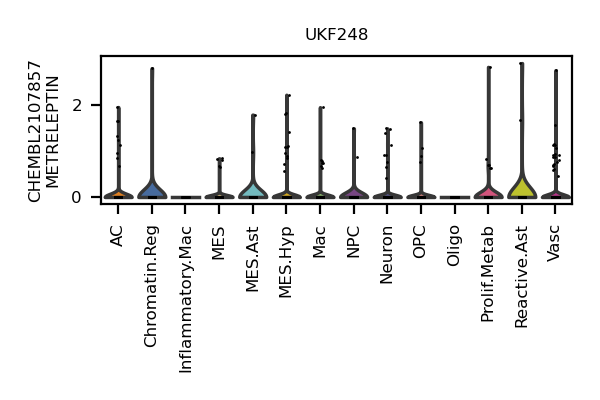 UKF248
CHEMBL2107857
METRELEPTIN
2
0
AC
Chromatin.Reg
Inflammatory.Mac
MES
MES.Ast
MES.Hyp
Mac
NPC
Neuron
OPC
Oligo
Prolif.Metab
Reactive.Ast
Vasc